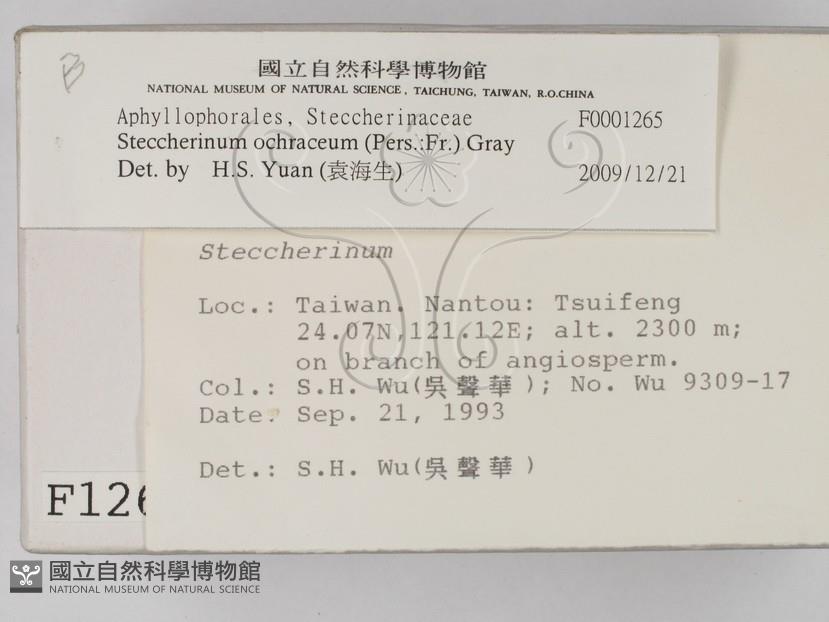 B
國立自然科學博物館
NATIONAL MUSEUM OF NATURAL SCIENCE, TAICHUNG, TAIWAN, R.O.CHINA
Aphyllophorales, Steccherinaceae F0001265
Steccherinum ochraceum (Pers.:Fr.) Gray
Det. by H.S. Yuan (袁海生) 2009/12/21
Steccherinum
Loc.: Taiwan. Nantou: Tsuifeng
24.07N,121.12E; alt. 2300 m;
on branch of angiosperm.
Col.: S.H. Wu(吳聲華); No. Wu 9309-17
Date: Sep. 21, 1993
Det.: S.H. Wu(吳聲華)
F126
國立自然科學博物館
NATIONAL MUSEUM OF NATURAL SCIENCE